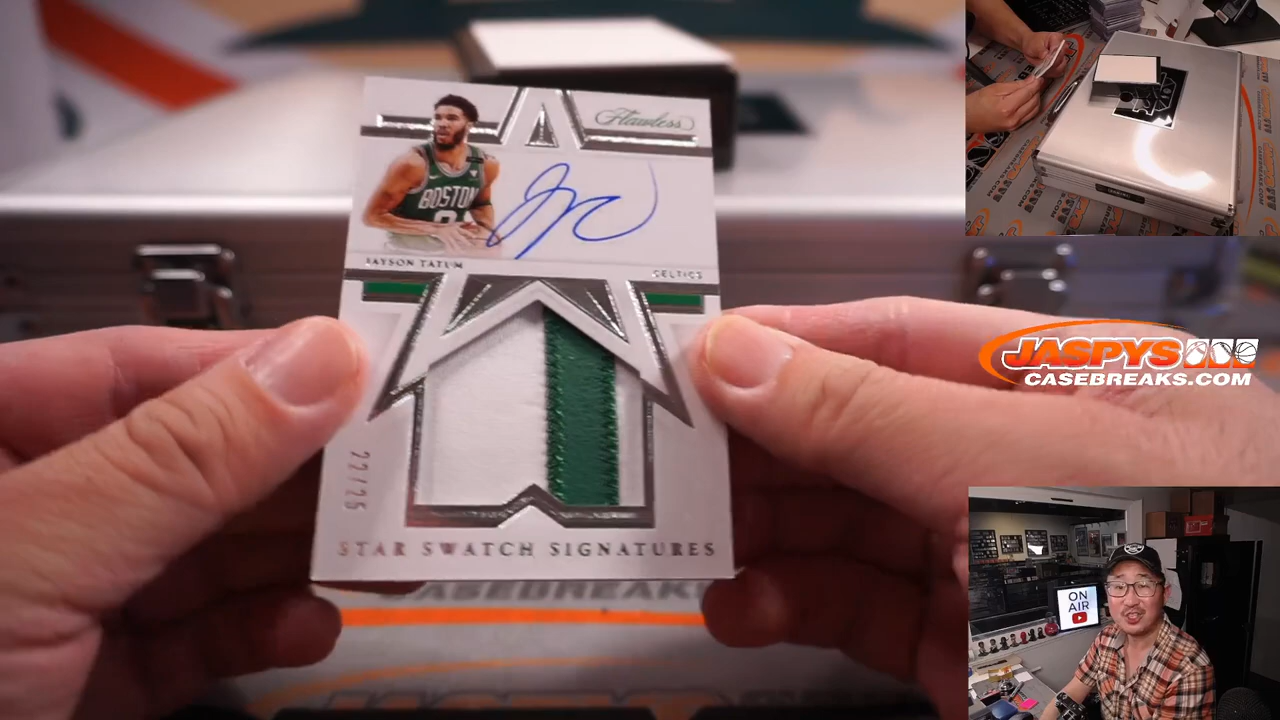 Flawless
BOSTON
JAYSON TATUM
CELTICS
22/25
STAR SWATCH SIGNATURES
JASPYS
CASEBREAKS.COM
ON
AIR